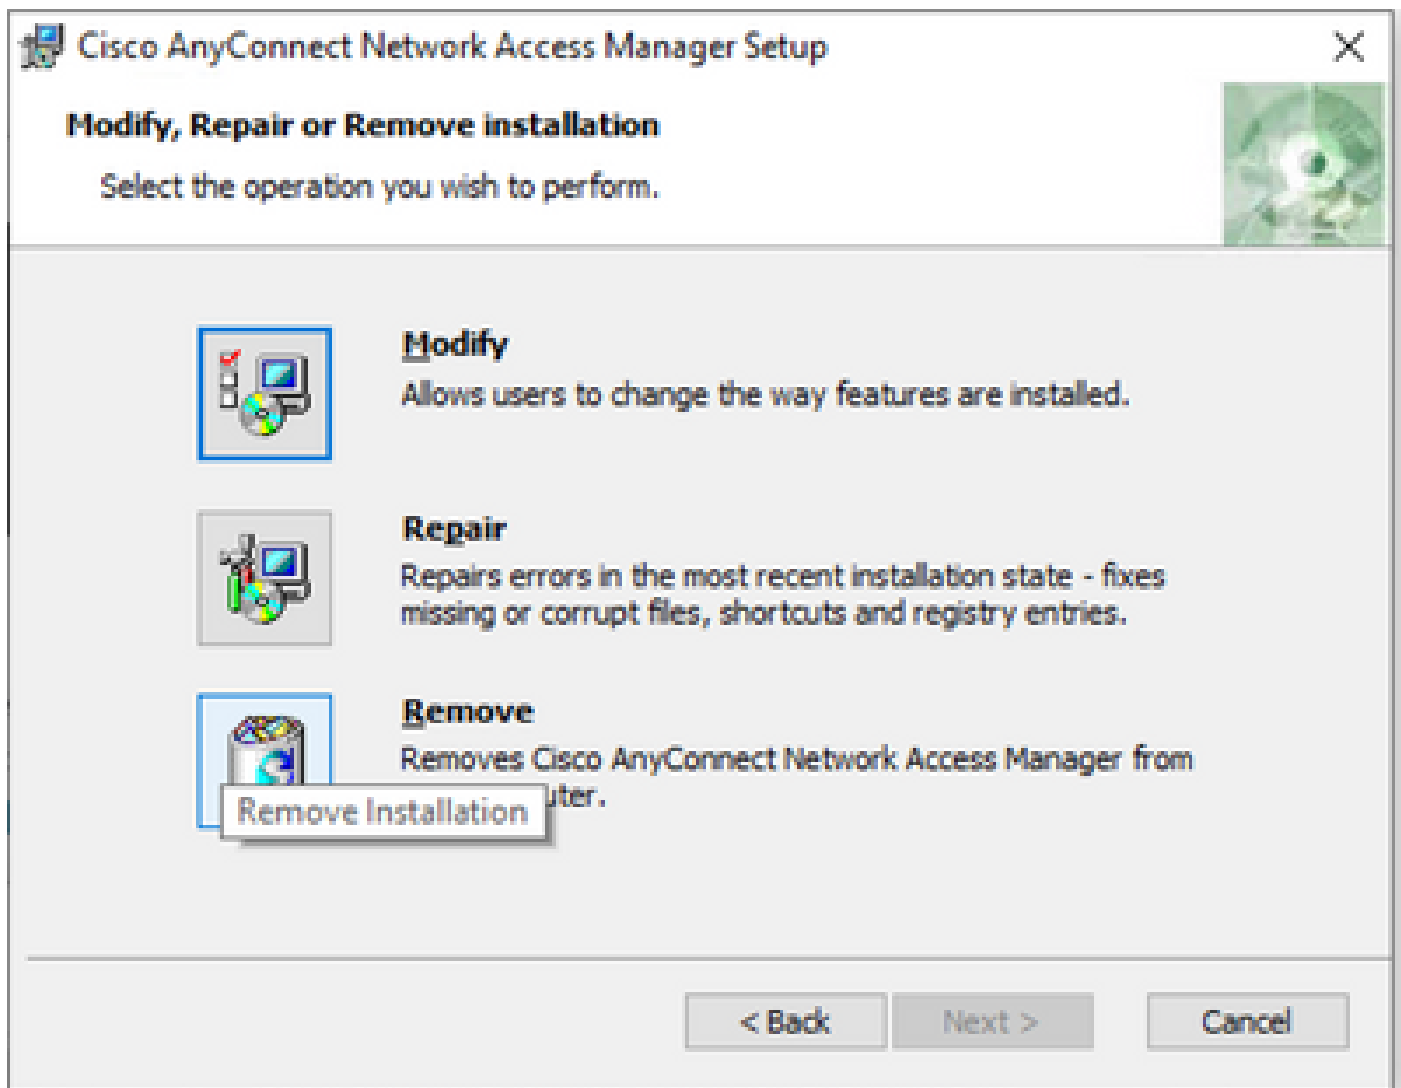 Cisco AnyConnect Network Access Manager Setup
Modify, Repair or Remove installation
Select the operation you wish to perform.
Modify
Allows users to change the way features are installed.
Repair
Repairs errors in the most recent installation state - fixes
missing or corrupt files, shortcuts and registry entries.
Remove
Removes Cisco AnyConnect Network Access Manager from
uter.
Remove Installation
< Back
Next >
Cancel